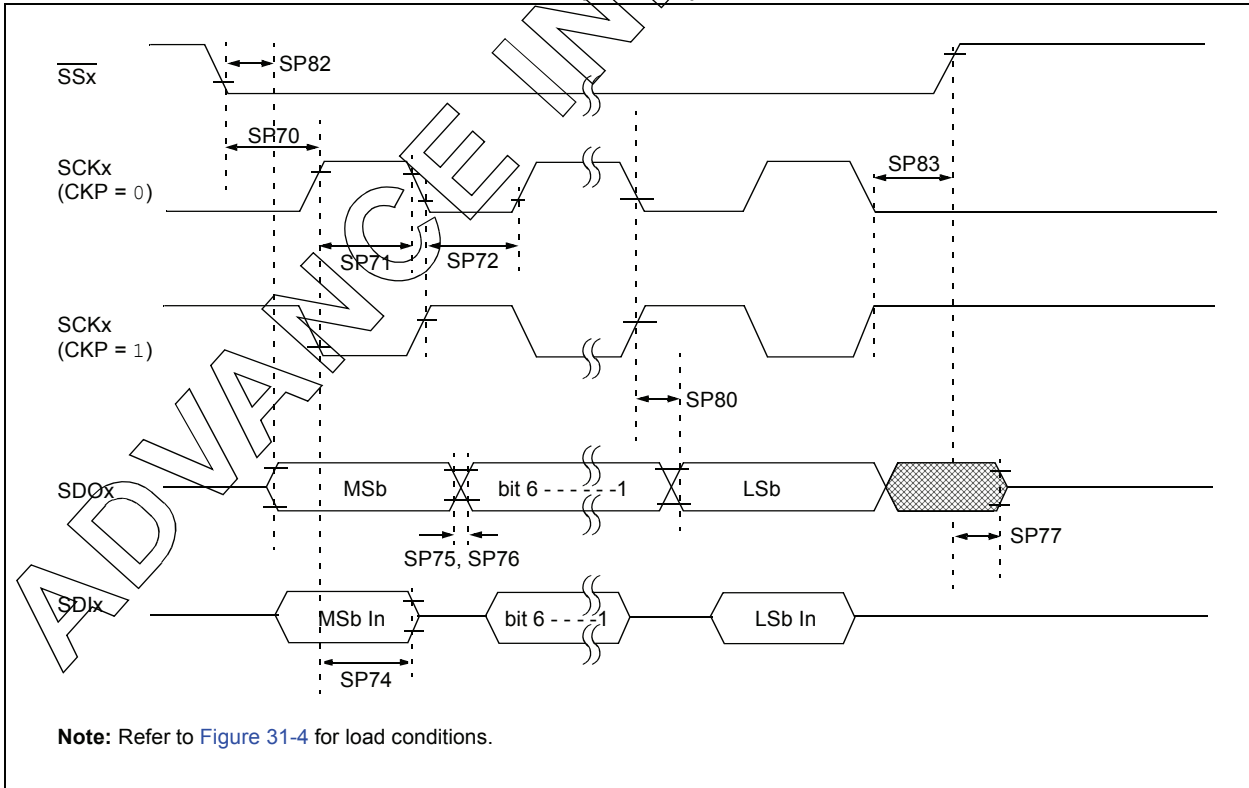 SSx
SP82
SP70
SCKx
(CKP = 0)
SP83
SP71
SP72
SCKx
(CKP = 1)
SP80
SDOx
MSb
bit 6 - - - - - -1
LSb
SP75, SP76
SP77
SDIx
MSb In
bit 6 - - - -1
LSb In
SP74
Note: Refer to Figure 31-4 for load conditions.
ADVANCE IN